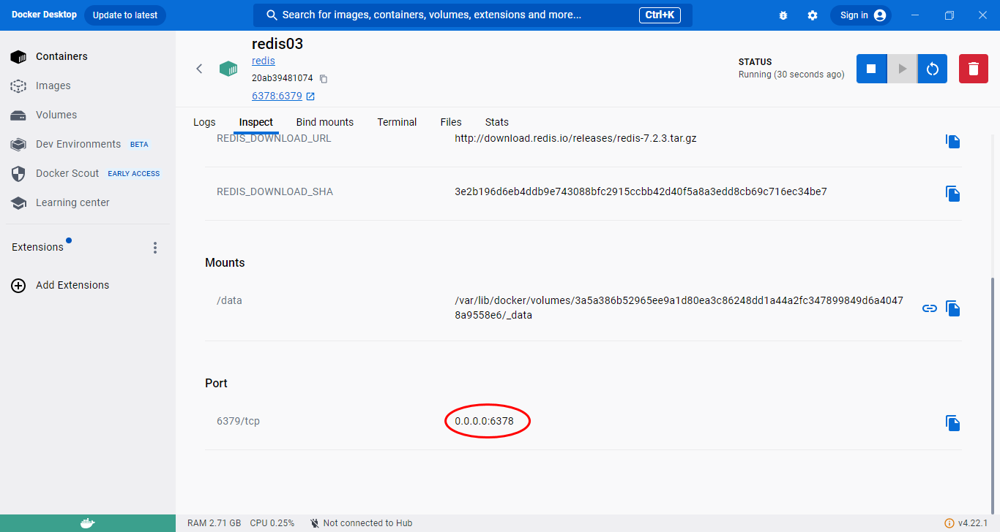 Docker Desktop
Update to latest
Search for images, containers, volumes, extensions and more...
Ctrl+K
Sign in
Containers
Images
Volumes
Dev Environments BETA
Docker Scout EARLY ACCESS
Learning center
Extensions
Add Extensions
redis03
redis
20ab39481074
6378:6379
STATUS
Running (30 seconds ago)
Logs Inspect Bind mounts Terminal Files Stats
REDIS_DOWNLOAD_URL http://download.redis.io/releases/redis-7.2.3.tar.gz
REDIS_DOWNLOAD_SHA 3e2b196d6eb4ddb9e743088bfc2915ccbb42d40f5a8a3edd8cb69c716ec34be7
Mounts
/data /var/lib/docker/volumes/3a5a386b52965ee9a1d80ea3c86248dd1a44a2fc347899849d6a4047
8a9558e6/_data
Port
6379/tcp 0.0.0.0:6378
RAM 2.71 GB CPU 0.25% Not connected to Hub
v4.22.1